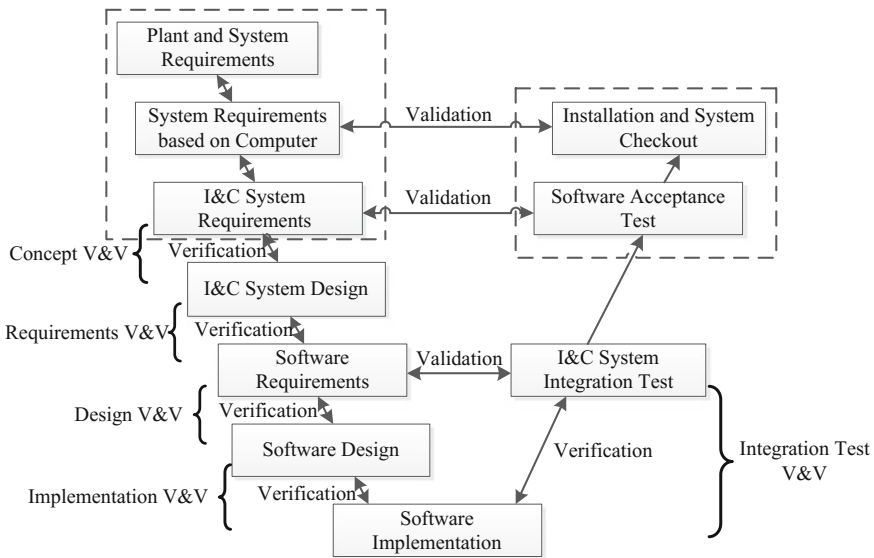 Plant and System
Requirements
System Requirements
based on Computer
Validation
Installation and System
Checkout
I&C System
Requirements
Validation
Software Acceptance
Test
Concept V&V
Verification
I&C System Design
Requirements V&V
Verification
Software
Requirements
Validation
I&C System
Integration Test
Design V&V
Verification
Software Design
Verification
Integration Test
V&V
Implementation V&V
Verification
Software
Implementation